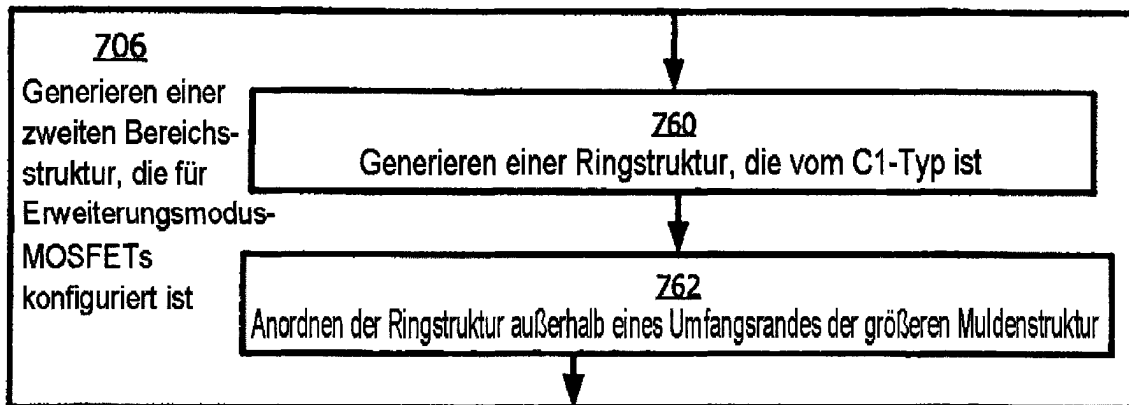 706
Generieren einer
zweiten Bereichs-
struktur, die für
Erweiterungsmodus-
MOSFETs
konfiguriert ist
760
Generieren einer Ringstruktur, die vom C1-Typ ist
762
Anordnen der Ringstruktur außerhalb eines Umfangsrandes der größeren Muldenstruktur